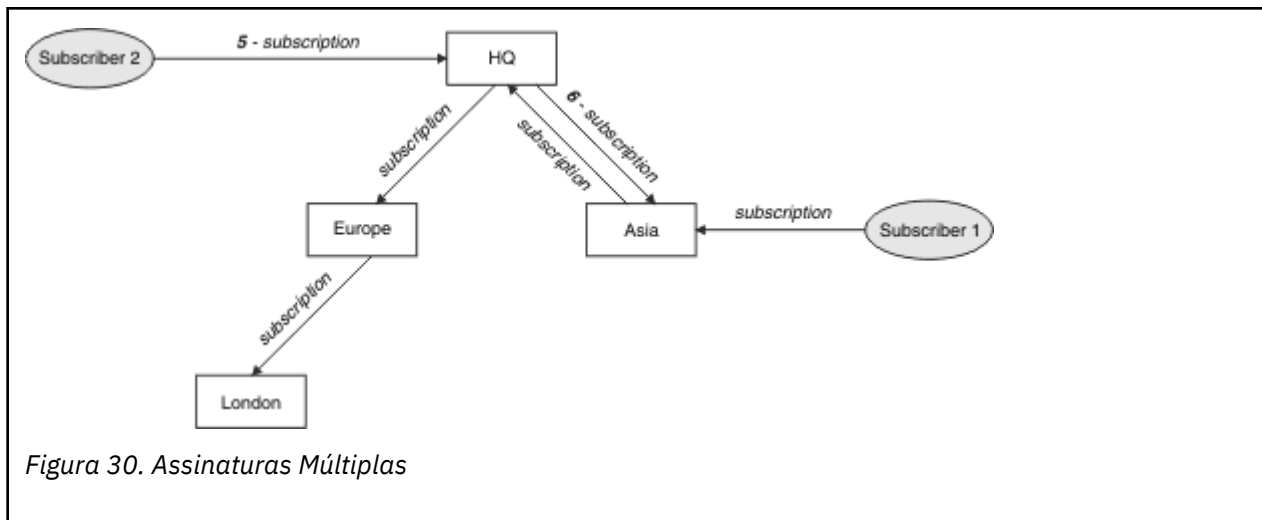 Subscriber 2
5 - subscription
HQ
subscription
6 - subscription
subscription
Europe
Asia
subscription
Subscriber 1
subscription
London
Figura 30. Assinaturas Múltiplas